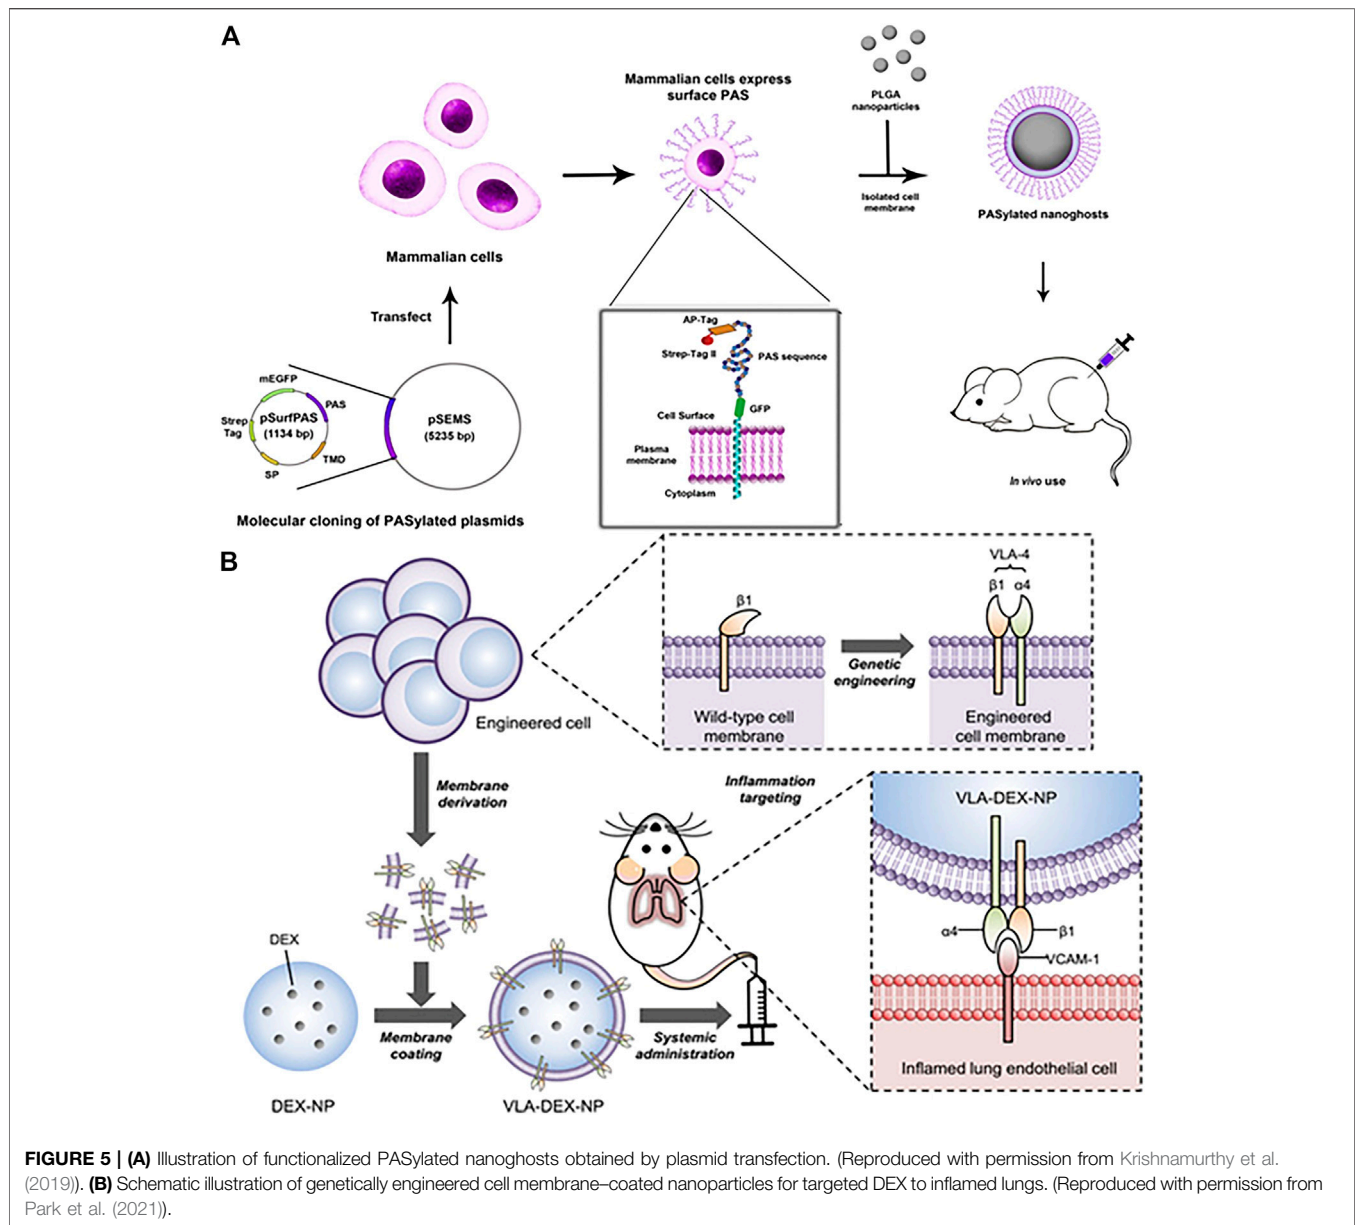 A
Mammalian cells express
surface PAS
PLGA
nanoparticles
Isolated cell
membrane
PASylated nanoghosts
Mammalian cells
Transfect
mEGFP
PAS
pSurfPAS
(1134 bp)
Strep
Tag
SP
TMD
pSEMS
(5235 bp)
Molecular cloning of PASylated plasmids
AP-Tag
Strep-Tag II
PAS sequence
Cell Surface
GFP
Plasma
membrane
Cytoplasm
In vivo use
B
Engineered cell
β1
Wild-type cell
membrane
Genetic
engineering
VLA-4
β1 α4
Engineered
cell membrane
Membrane
derivation
Inflammation
targeting
DEX
DEX-NP
Membrane
coating
VLA-DEX-NP
Systemic
administration
VLA-DEX-NP
α4
β1
VCAM-1
Inflamed lung endothelial cell
FIGURE 5 | (A) Illustration of functionalized PASylated nanoghosts obtained by plasmid transfection. (Reproduced with permission from Krishnamurthy et al.
(2019)). (B) Schematic illustration of genetically engineered cell membrane–coated nanoparticles for targeted DEX to inflamed lungs. (Reproduced with permission from
Park et al. (2021)).